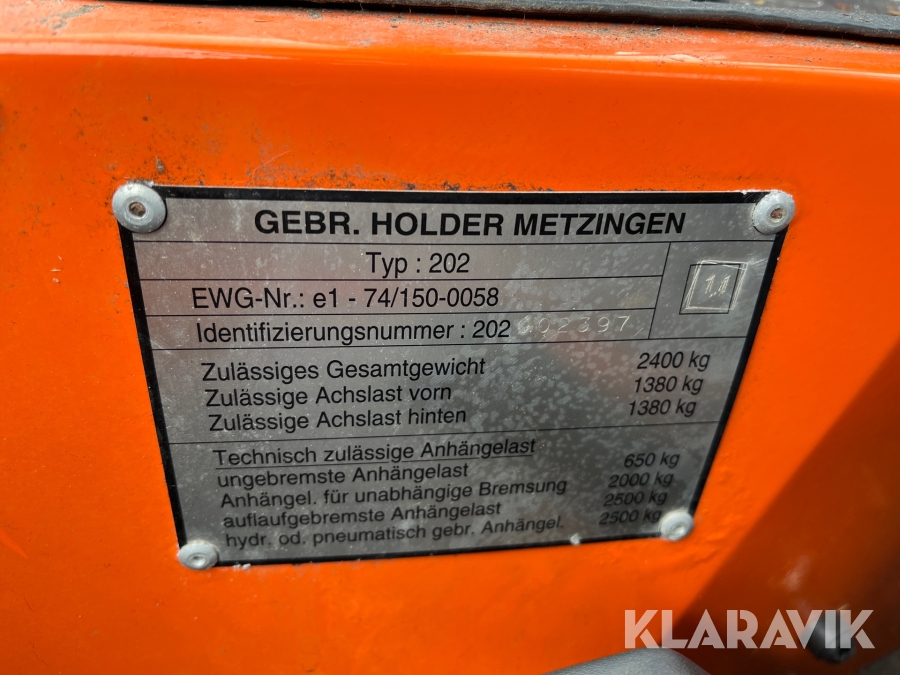 GEBR. HOLDER METZINGEN
Typ : 202
1.1
EWG-Nr.: e1 - 74/150-0058
Identifizierungsnummer : 202
Zulässiges Gesamtgewicht 2400 kg
Zulässige Achslast vorn 1380 kg
Zulässige Achslast hinten 1380 kg
Technisch zulässige Anhängelast
ungebremste Anhängelast 650 kg
Anhängel. für unabhängige Bremsung 2000 kg
auflaufgebremste Anhängelast 2500 kg
hydr. od. pneumatisch gebr. Anhängel. 2500 kg
KLARAVIK